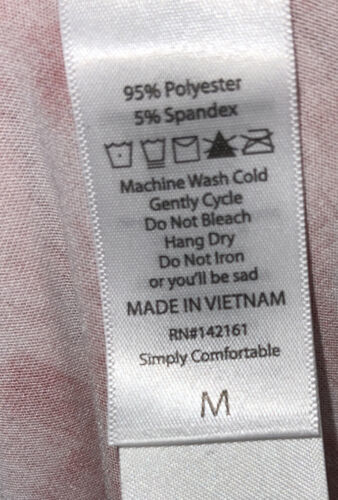 95% Polyester
5% Spandex
Machine Wash Cold
Gently Cycle
Do Not Bleach
Hang Dry
Do Not Iron
or you'll be sad
MADE IN VIETNAM
RN#142161
Simply Comfortable
M